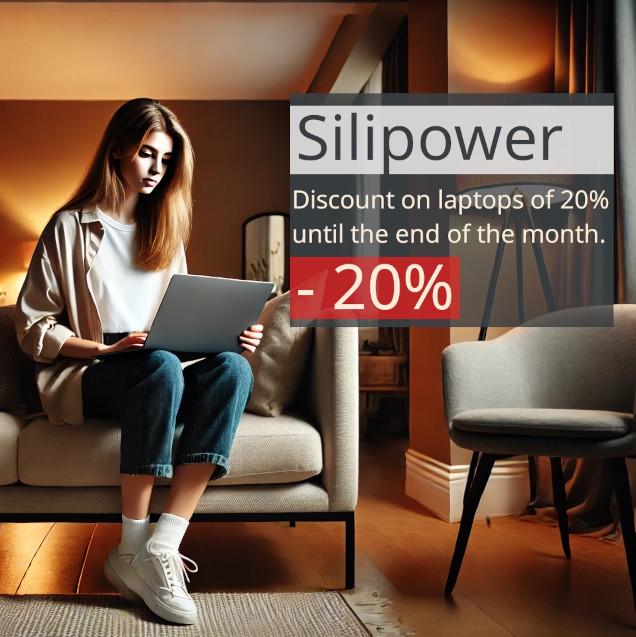 Silipower
Discount on laptops of 20%
until the end of the month.
- 20%